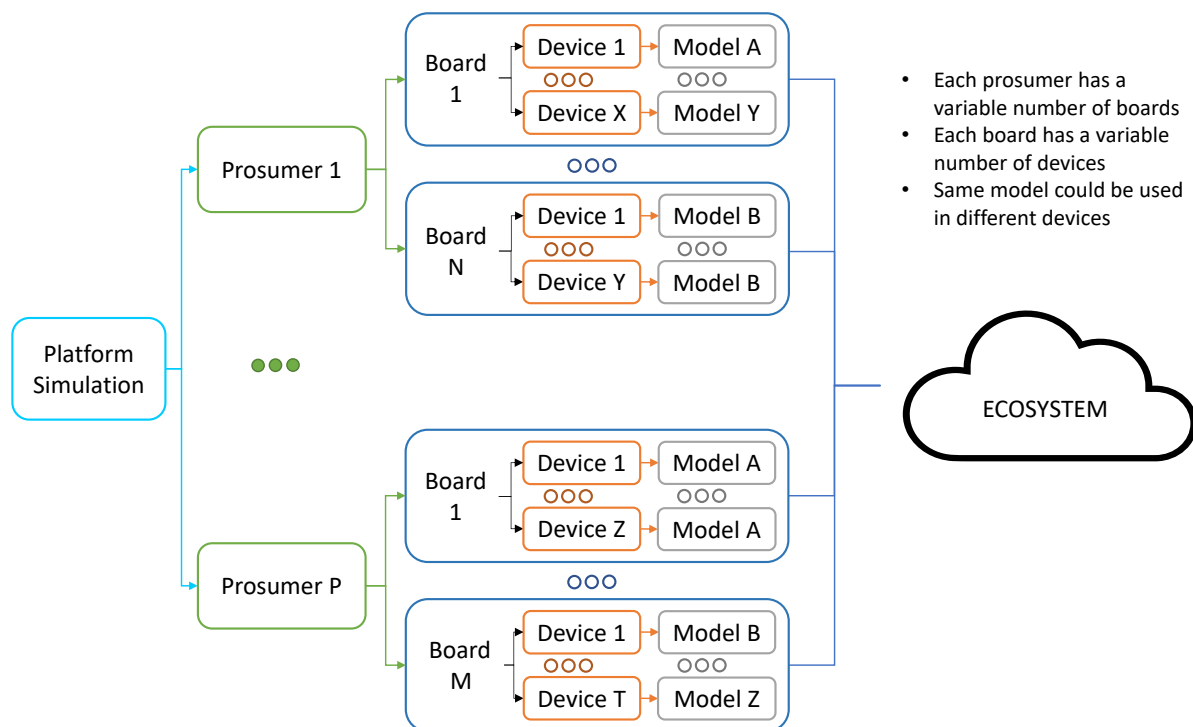 Platform
Simulation
Prosumer 1
Board
1
Device 1
Model A
Device X
Model Y
Board
N
Device 1
Model B
Device Y
Model B
Prosumer P
Board
1
Device 1
Model A
Device Z
Model A
Board
M
Device 1
Model B
Device T
Model Z
• Each prosumer has a
variable number of boards
• Each board has a variable
number of devices
• Same model could be used
in different devices
ECOSYSTEM